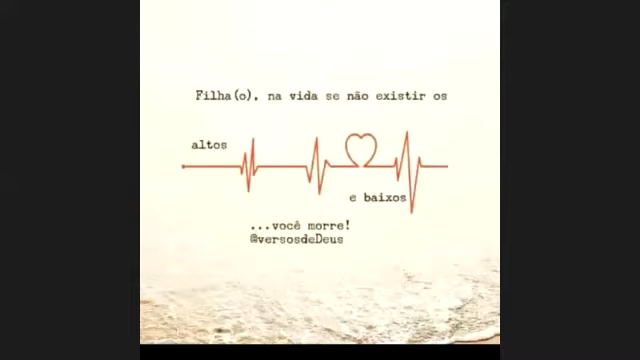 Filha(o), na vida se não existir os
altos
e baixos
...você morre!
@versosdeDeus